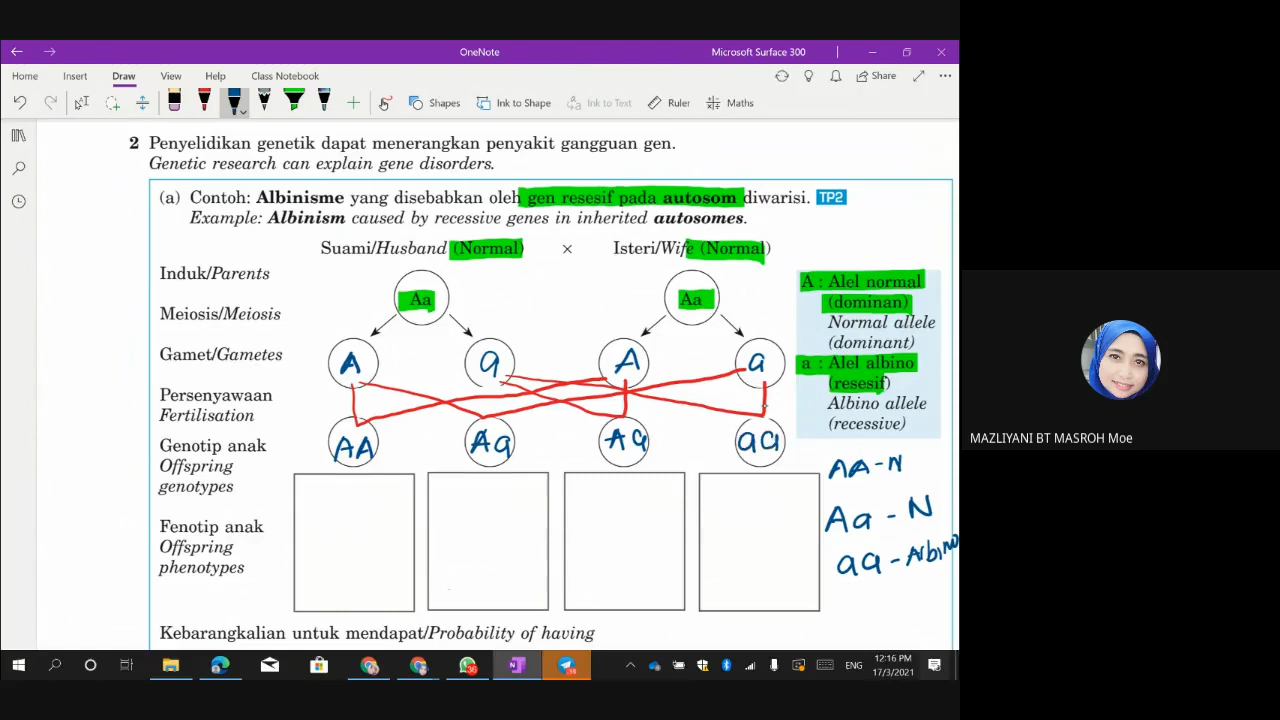 OneNote
Microsoft Surface 300
Home Insert Draw View Help Class Notebook
Share
Shapes Ink to Shape Ink to Text Ruler Maths
2 Penyelidikan genetik dapat menerangkan penyakit gangguan gen.
Genetic research can explain gene disorders.
(a) Contoh: Albinisme yang disebabkan oleh gen resesif pada autosom diwarisi. TP2
Example: Albinism caused by recessive genes in inherited autosomes.
Suami/Husband (Normal) × Isteri/Wife (Normal)
Induk/Parents
Aa Aa
Meiosis/Meiosis
Gamet/Gametes
A a A a
Persenyawaan
Fertilisation
Genotip anak
Offspring
genotypes
AA Aa Aa aa
Fenotip anak
Offspring
phenotypes
A : Alel normal
(dominan)
Normal allele
(dominant)
a : Alel albino
(resesif)
Albino allele
(recessive)
AA - N
Aa - N
aa - Albino
Kebarangkalian untuk mendapat/Probability of having
MAZLIYANI BT MASROH Moe
36
ENG
12:16 PM
17/3/2021